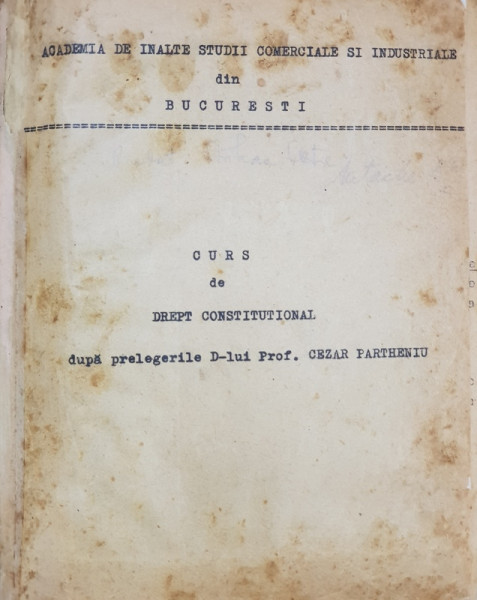 ACADEMIA DE INALTE STUDII COMERCIALE SI INDUSTRIALE
din
BUCURESTI
CURS
de
DREPT CONSTITUTIONAL
după prelegerile D-lui Prof. CEZAR PARTHENIU